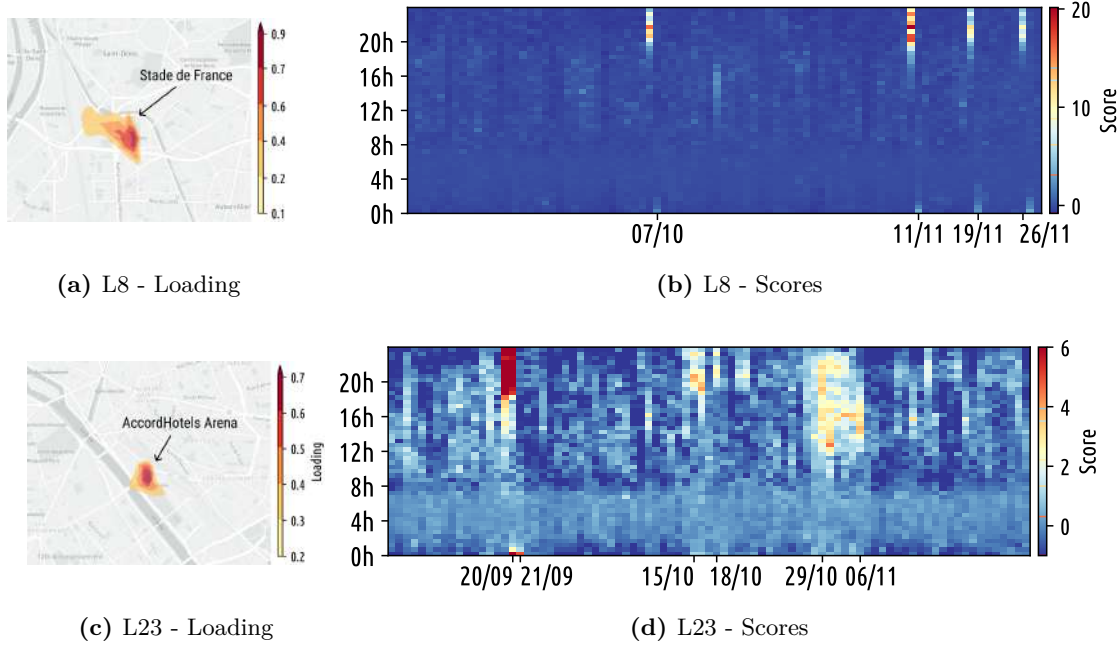 Saint-Denis
Stade de France
0.9
0.7
0.6
0.4
0.2
0.1
(a) L8 - Loading
20h
16h
12h
8h
4h
0h
07/10
11/11
19/11
26/11
20
10
0
Score
(b) L8 - Scores
AccordHotels Arena
0.7
0.6
0.5
0.4
0.3
0.2
Loading
(c) L23 - Loading
20h
16h
12h
8h
4h
0h
20/09
21/09
15/10
18/10
29/10
06/11
6
4
2
0
Score
(d) L23 - Scores